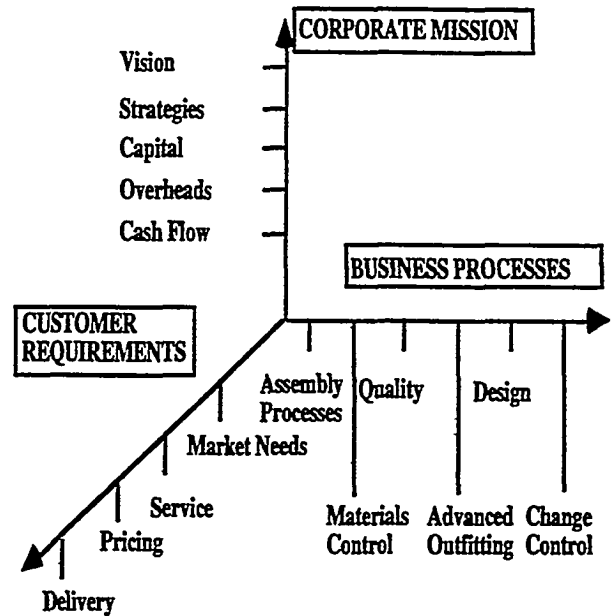 CORPORATE MISSION
Vision
Strategies
Capital
Overheads
Cash Flow
BUSINESS PROCESSES
CUSTOMER
REQUIREMENTS
Assembly
Processes
Quality
Design
Market Needs
Service
Pricing
Delivery
Materials
Control
Advanced
Outfitting
Change
Control